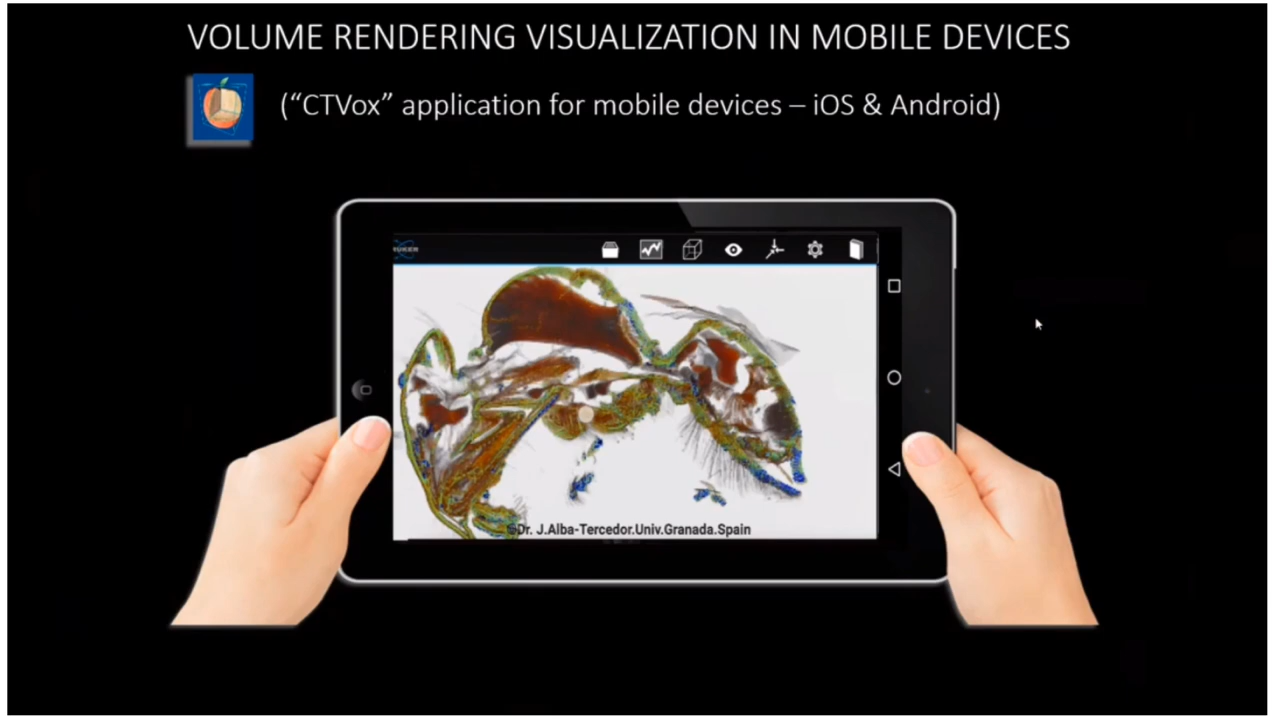 VOLUME RENDERING VISUALIZATION IN MOBILE DEVICES
(“CTVox” application for mobile devices – iOS & Android)
Dr. J.Alba-Tercedor.Univ.Granada.Spain